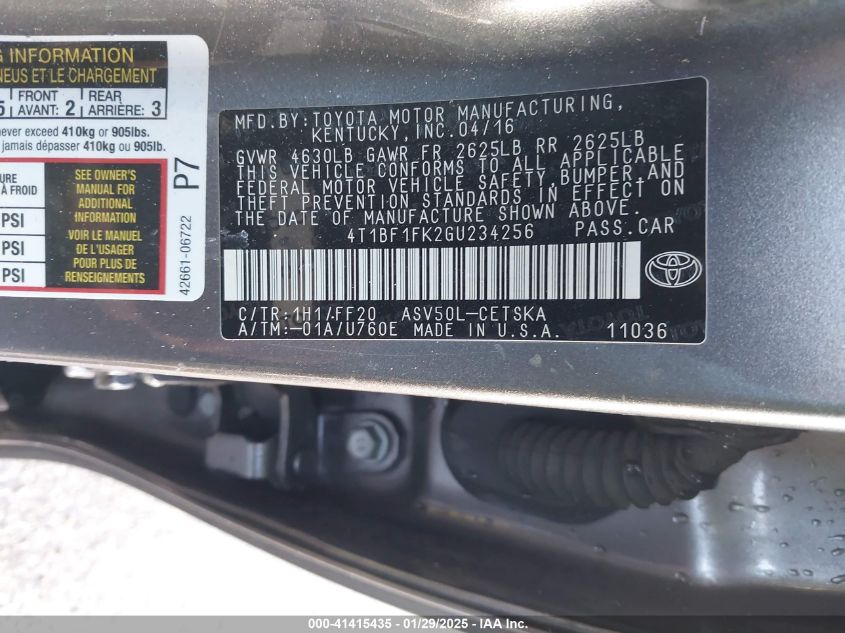 G INFORMATION
NEUS ET LE CHARGEMENT
5 FRONT AVANT: 2 REAR ARRIÈRE: 3
never exceed 410kg or 905lbs.
jamais dépasser 410 kg ou 905lb.
URE
À FROID
PSI
PSI
PSI
SEE OWNER'S
MANUAL FOR
ADDITIONAL
INFORMATION
VOIR LE MANUEL
DE L'USAGER
POUR PLUS DE
RENSEIGNEMENTS
P7
42661-06722
MFD.BY:TOYOTA MOTOR MANUFACTURING,
KENTUCKY, INC.04/16
GVWR 4630LB GAWR FR 2625LB RR 2625LB
THIS VEHICLE CONFORMS TO ALL APPLICABLE
FEDERAL MOTOR VEHICLE SAFETY, BUMPER, AND
THEFT PREVENTION STANDARDS IN EFFECT ON
THE DATE OF MANUFACTURE SHOWN ABOVE.
4T1BF1FK2GU234256 PASS.CAR
C/TR:1H1/FF20 ASV50L-CETSKA
A/TM:-01A/U760E MADE IN U.S.A. 11036
000-41415435 - 01/29/2025 - IAA Inc.